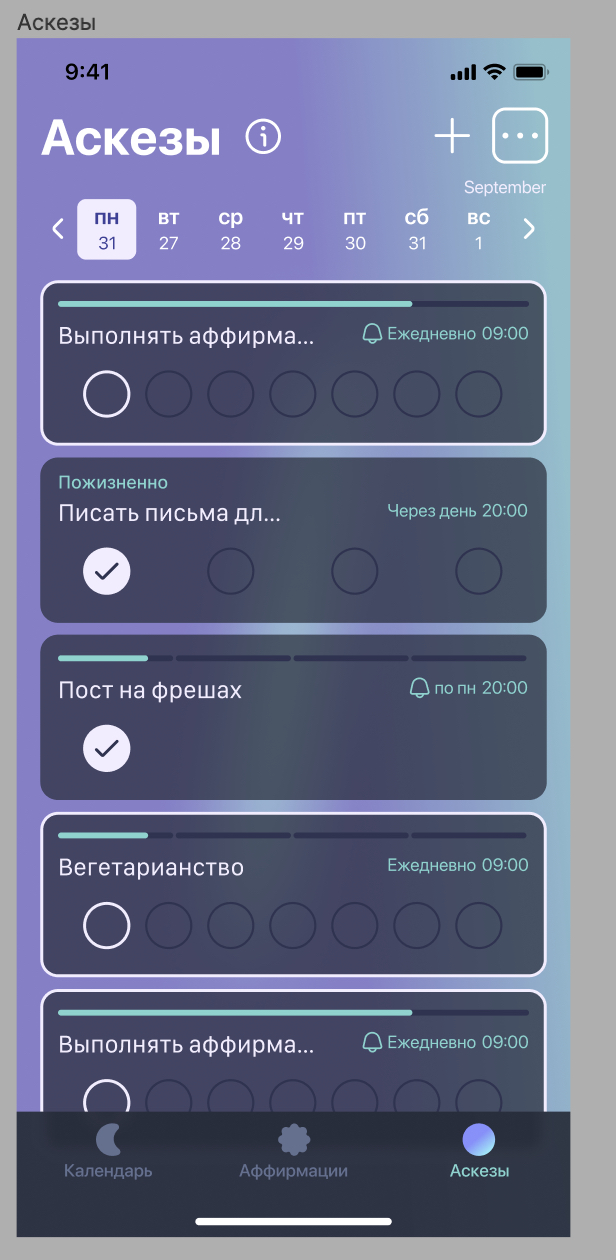 Аскезы
9:41
Аскезы
September
пн вт ср чт пт сб вс
31 27 28 29 30 31 1
Выполнять аффирма... Ежедневно 09:00
Пожизненно
Писать письма дл... Через день 20:00
Пост на фрешах по пн 20:00
Вегетарианство Ежедневно 09:00
Выполнять аффирма... Ежедневно 09:00
Календарь Аффирмации Аскезы